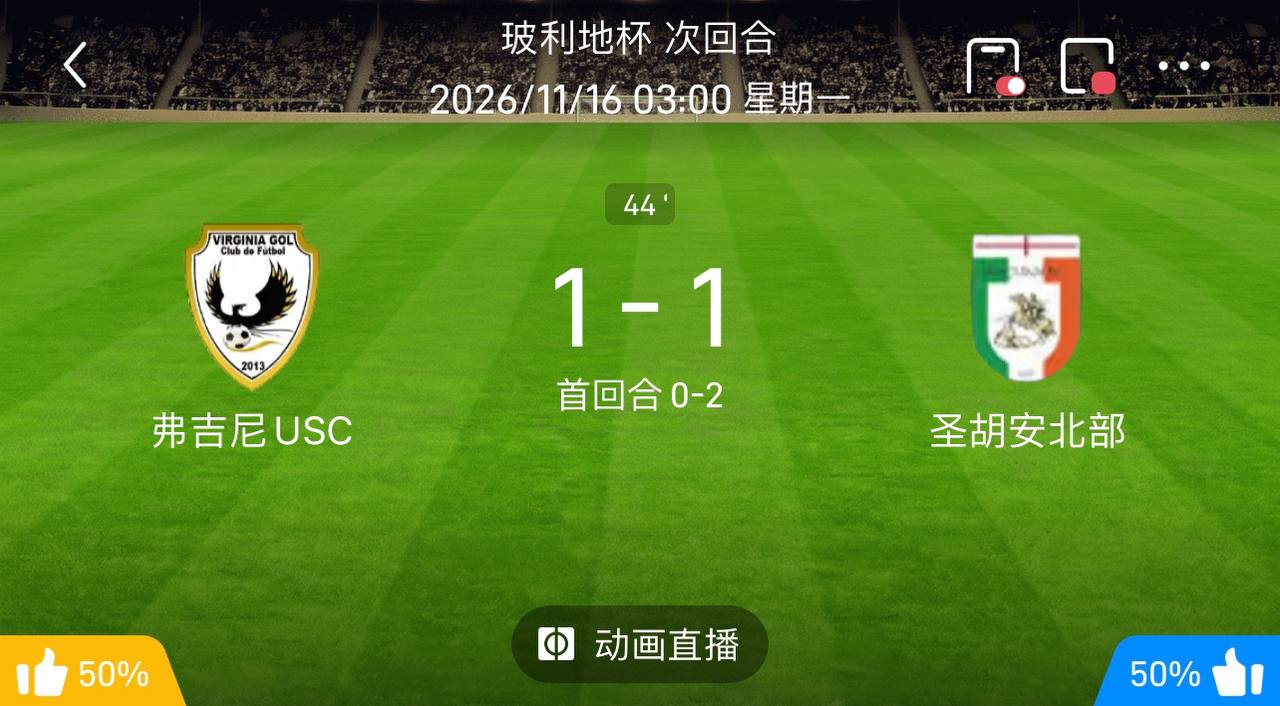 玻利地杯 次回合
2026/11/16 03:00 星期一
44 '
VIRGINIA GOL
Club de Fútbol
2013
1 - 1
首回合 0-2
弗吉尼USC
圣胡安北部
动画直播
50%
50%